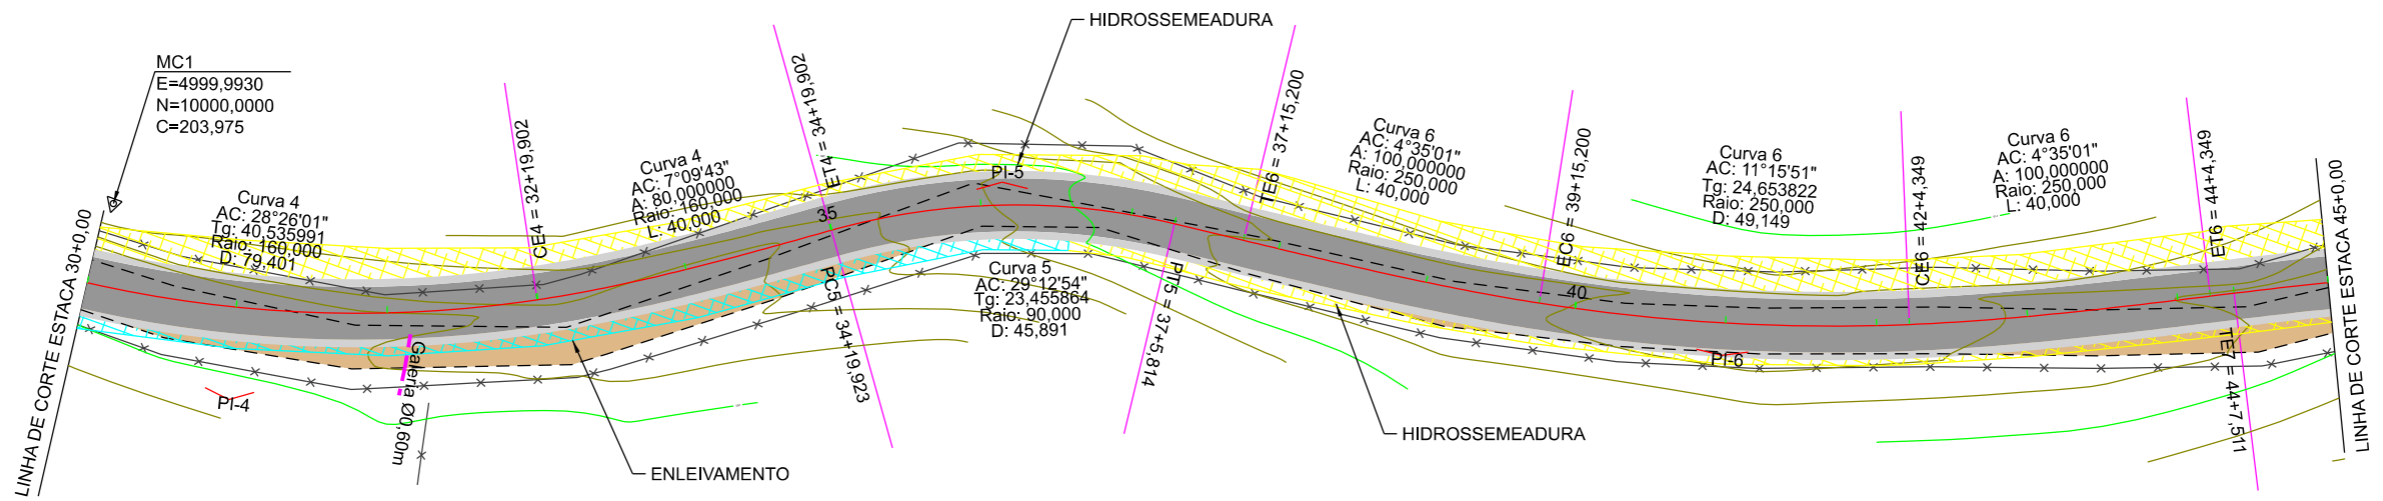 HIDROSSEMEADURA
MC1
E=4999,9930
N=10000,0000
C=203,975
LINHA DE CORTE ESTACA 30+0,00
Curva 4
AC: 28°26'01"
Tg: 40,535991
Raio: 160,000
D: 79,401
PI-4
Galeria Ø0,60m
CE4 = 32+19,902
Curva 4
AC: 7°09'43"
A: 80,000000
Raio: 160,000
L: 40,000
ET4 = 34+19,902
35
PC5 = 34+19,923
ENLEIVAMENTO
PI-5
Curva 5
AC: 29°12'54"
Tg: 23,455864
Raio: 90,000
D: 45,891
PT5 = 37+5,814
TE6 = 37+15,200
Curva 6
AC: 4°35'01"
A: 100,000000
Raio: 250,000
L: 40,000
HIDROSSEMEADURA
EC6 = 39+15,200
40
Curva 6
AC: 11°15'51"
Tg: 24,653822
Raio: 250,000
D: 49,149
PI-6
CE6 = 42+4,349
Curva 6
AC: 4°35'01"
A: 100,000000
Raio: 250,000
L: 40,000
ET6 = 44+4,349
TE7 = 44+7,511
LINHA DE CORTE ESTACA 45+0,00